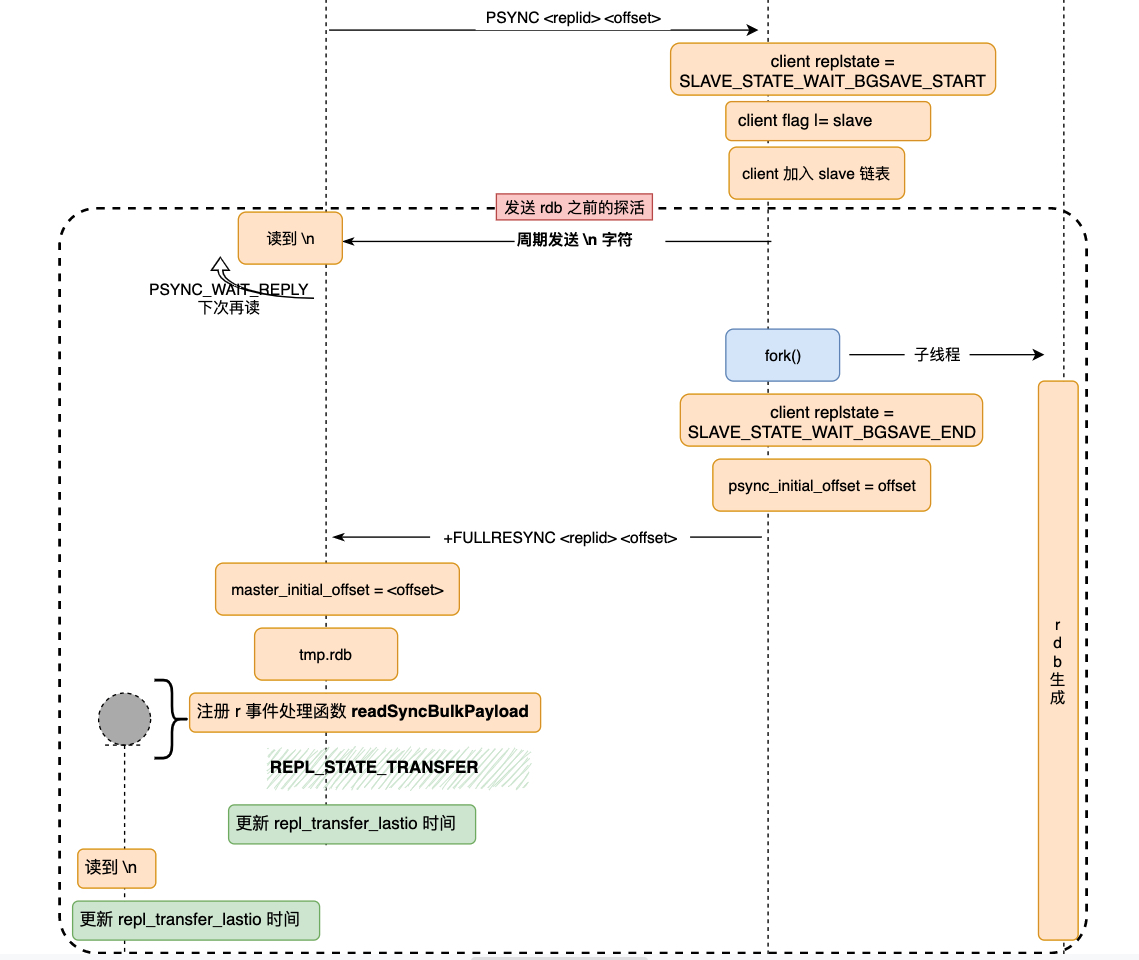 PSYNC <replid> <offset>
client replstate =
SLAVE_STATE_WAIT_BGSAVE_START
client flag |= slave
client 加入 slave 链表
发送 rdb 之前的探活
读到 \n
周期发送 \n 字符
PSYNC_WAIT_REPLY
下次再读
fork()
子线程
client replstate =
SLAVE_STATE_WAIT_BGSAVE_END
psync_initial_offset = offset
+FULLRESYNC <replid> <offset>
master_initial_offset = <offset>
tmp.rdb
r
d
b
生
成
注册 r 事件处理函数 readSyncBulkPayload
REPL_STATE_TRANSFER
更新 repl_transfer_lastio 时间
读到 \n
更新 repl_transfer_lastio 时间